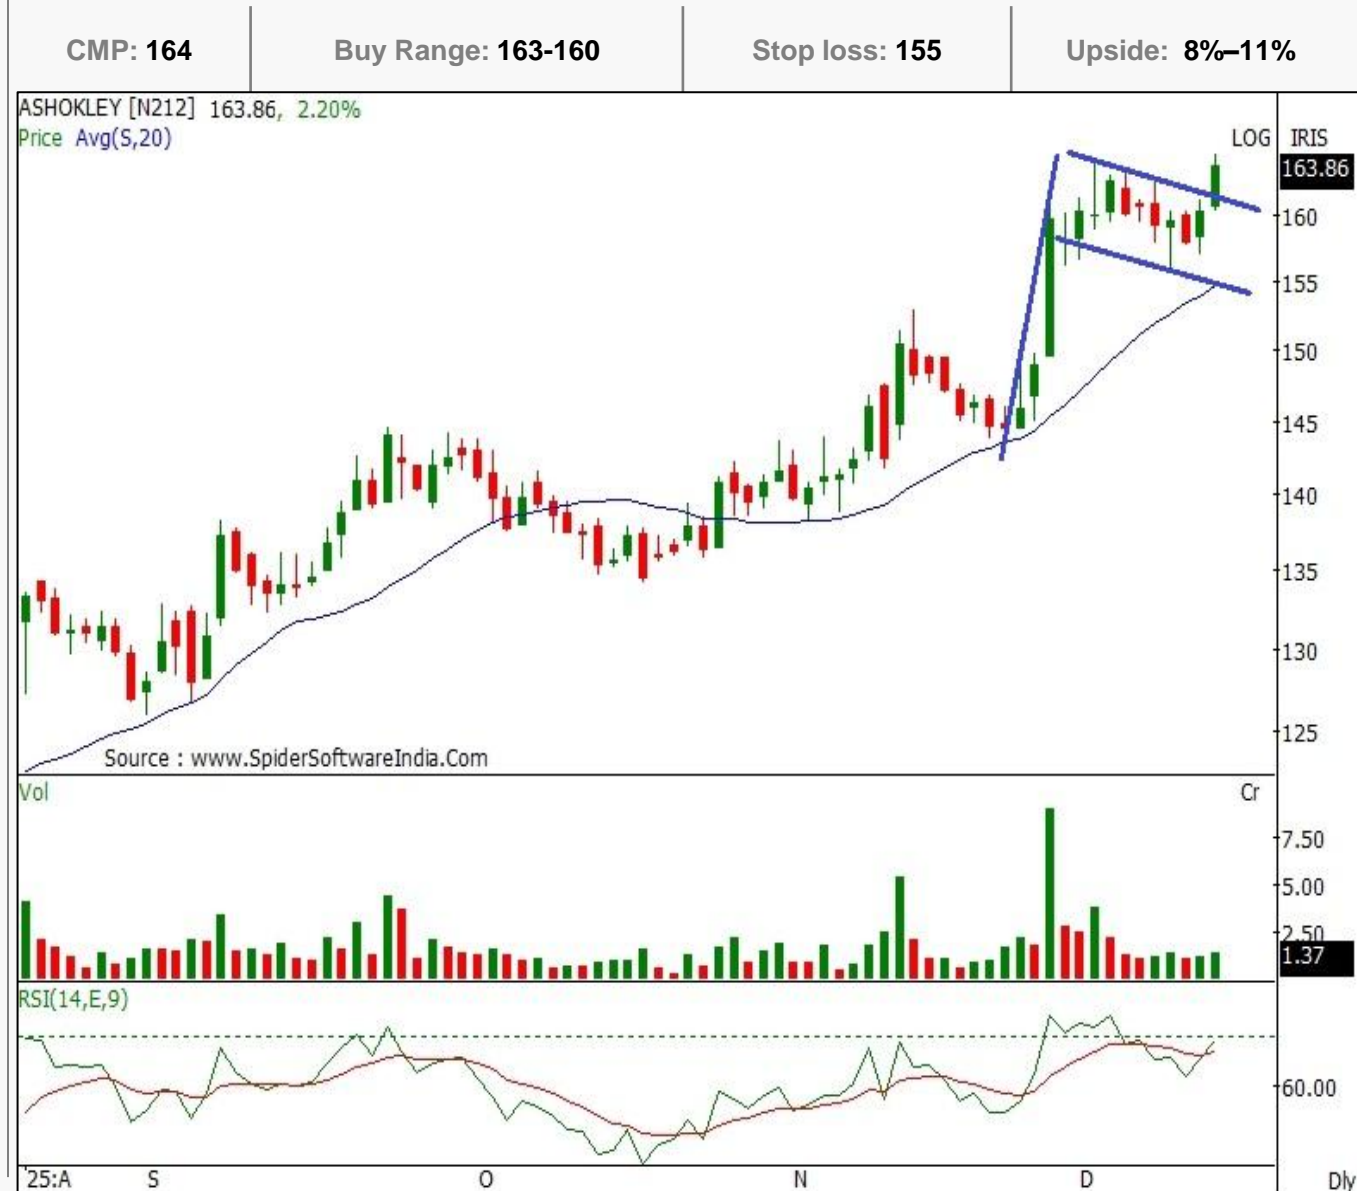 CMP: 164 Buy Range: 163-160 Stop loss: 155 Upside: 8%–11%
ASHOKLEY [N212] 163.86, 2.20%
Price Avg(S,20) LOG IRIS
163.86
160
155
150
145
140
135
130
125
Source : www.SpiderSoftwareIndia.Com
Vol Cr
7.50
5.00
2.50
1.37
RSI(14,E,9)
60.00
25:A S O N D Dly